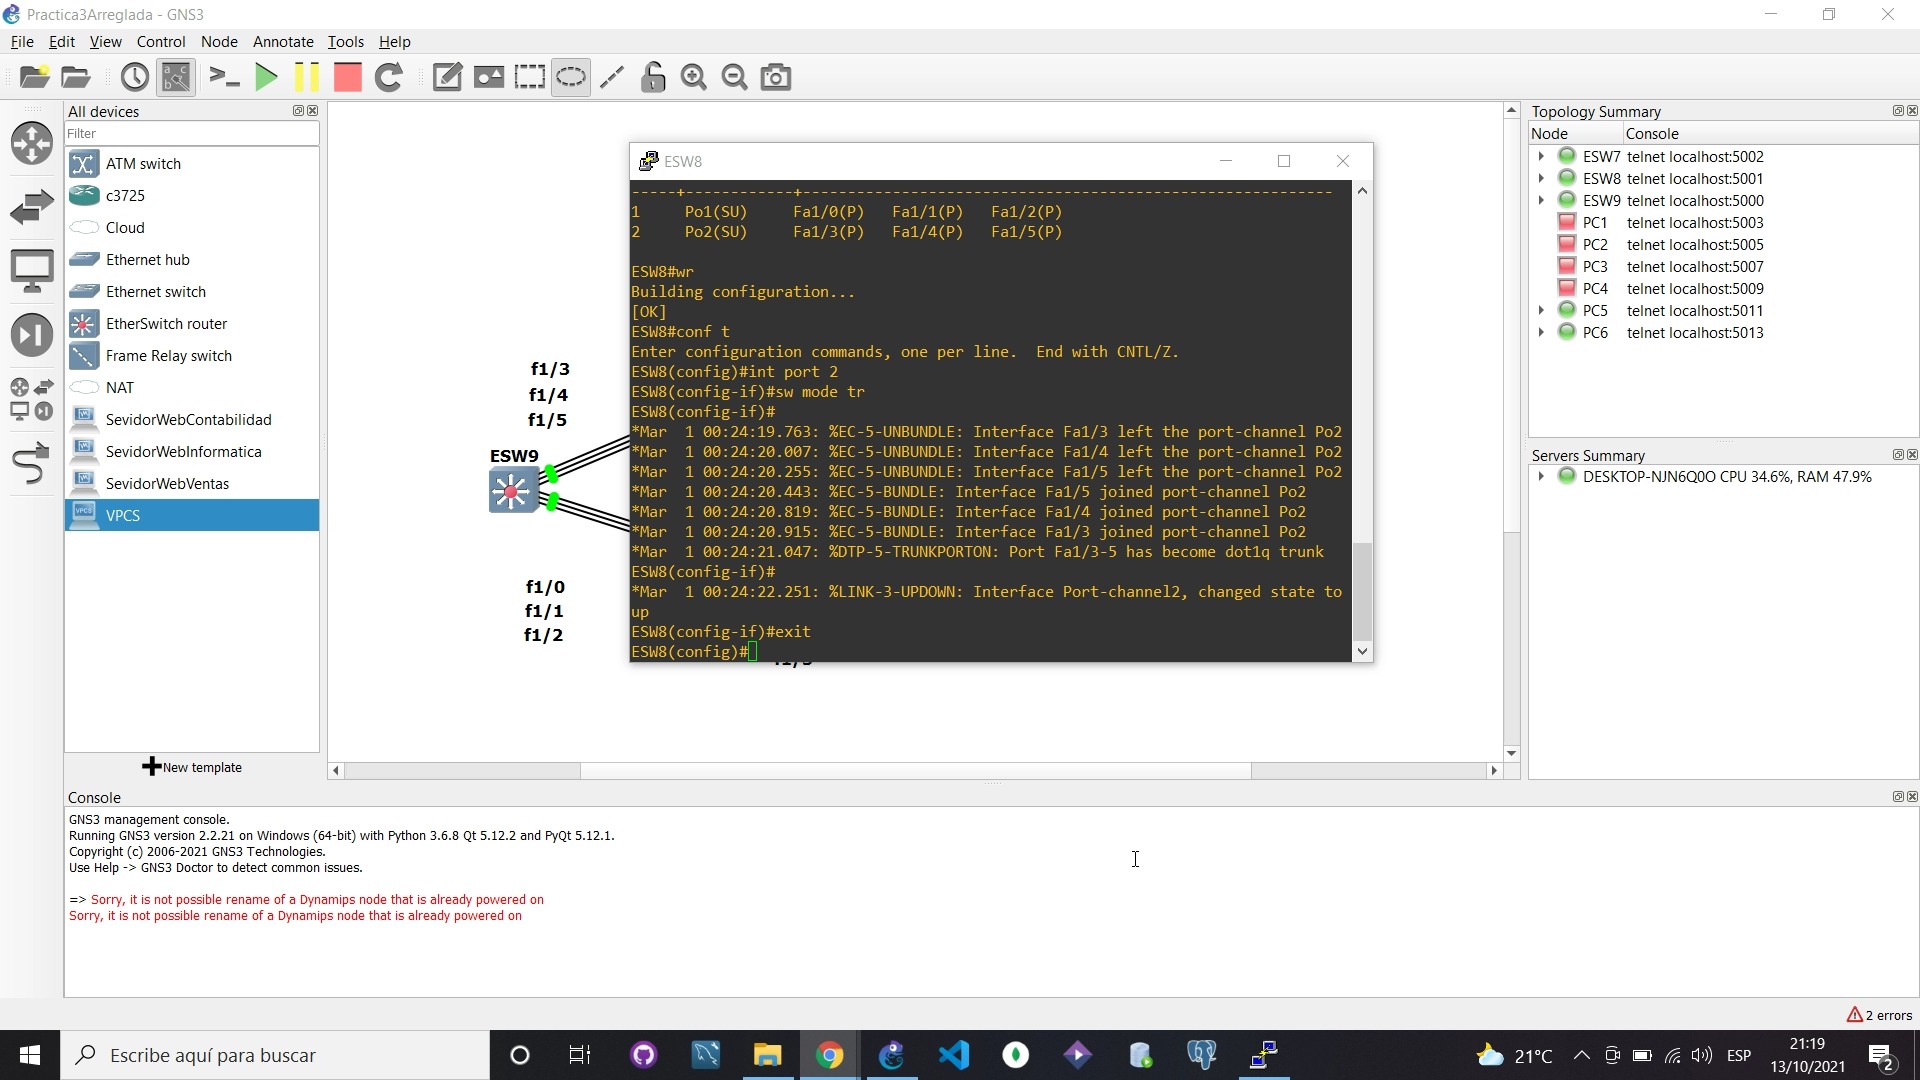 Practica3Arreglada - GNS3
File Edit View Control Node Annotate Tools Help
All devices
Filter
ATM switch
c3725
Cloud
Ethernet hub
Ethernet switch
EtherSwitch router
Frame Relay switch
NAT
SevidorWebContabilidad
SevidorWebInformatica
SevidorWebVentas
VPCS
New template
f1/3
f1/4
f1/5
ESW9
f1/0
f1/1
f1/2
ESW8
-----+------------+-----------------------------------------------------------
1 Po1(SU) Fa1/0(P) Fa1/1(P) Fa1/2(P)
2 Po2(SU) Fa1/3(P) Fa1/4(P) Fa1/5(P)
ESW8#wr
Building configuration...
[OK]
ESW8#conf t
Enter configuration commands, one per line. End with CNTL/Z.
ESW8(config)#int port 2
ESW8(config-if)#sw mode tr
ESW8(config-if)#
*Mar 1 00:24:19.763: %EC-5-UNBUNDLE: Interface Fa1/3 left the port-channel Po2
*Mar 1 00:24:20.007: %EC-5-UNBUNDLE: Interface Fa1/4 left the port-channel Po2
*Mar 1 00:24:20.255: %EC-5-UNBUNDLE: Interface Fa1/5 left the port-channel Po2
*Mar 1 00:24:20.443: %EC-5-BUNDLE: Interface Fa1/5 joined port-channel Po2
*Mar 1 00:24:20.819: %EC-5-BUNDLE: Interface Fa1/4 joined port-channel Po2
*Mar 1 00:24:20.915: %EC-5-BUNDLE: Interface Fa1/3 joined port-channel Po2
*Mar 1 00:24:21.047: %DTP-5-TRUNKPORTON: Port Fa1/3-5 has become dot1q trunk
ESW8(config-if)#
*Mar 1 00:24:22.251: %LINK-3-UPDOWN: Interface Port-channel2, changed state to
up
ESW8(config-if)#exit
ESW8(config)#
Topology Summary
Node Console
ESW7 telnet localhost:5002
ESW8 telnet localhost:5001
ESW9 telnet localhost:5000
PC1 telnet localhost:5003
PC2 telnet localhost:5005
PC3 telnet localhost:5007
PC4 telnet localhost:5009
PC5 telnet localhost:5011
PC6 telnet localhost:5013
Servers Summary
DESKTOP-NJN6Q0O CPU 34.6%, RAM 47.9%
Console
GNS3 management console.
Running GNS3 version 2.2.21 on Windows (64-bit) with Python 3.6.8 Qt 5.12.2 and PyQt 5.12.1.
Copyright (c) 2006-2021 GNS3 Technologies.
Use Help -> GNS3 Doctor to detect common issues.
=> Sorry, it is not possible rename of a Dynamips node that is already powered on
Sorry, it is not possible rename of a Dynamips node that is already powered on
2 errors
Escribe aquí para buscar
21°C
ESP
21:19
13/10/2021
2